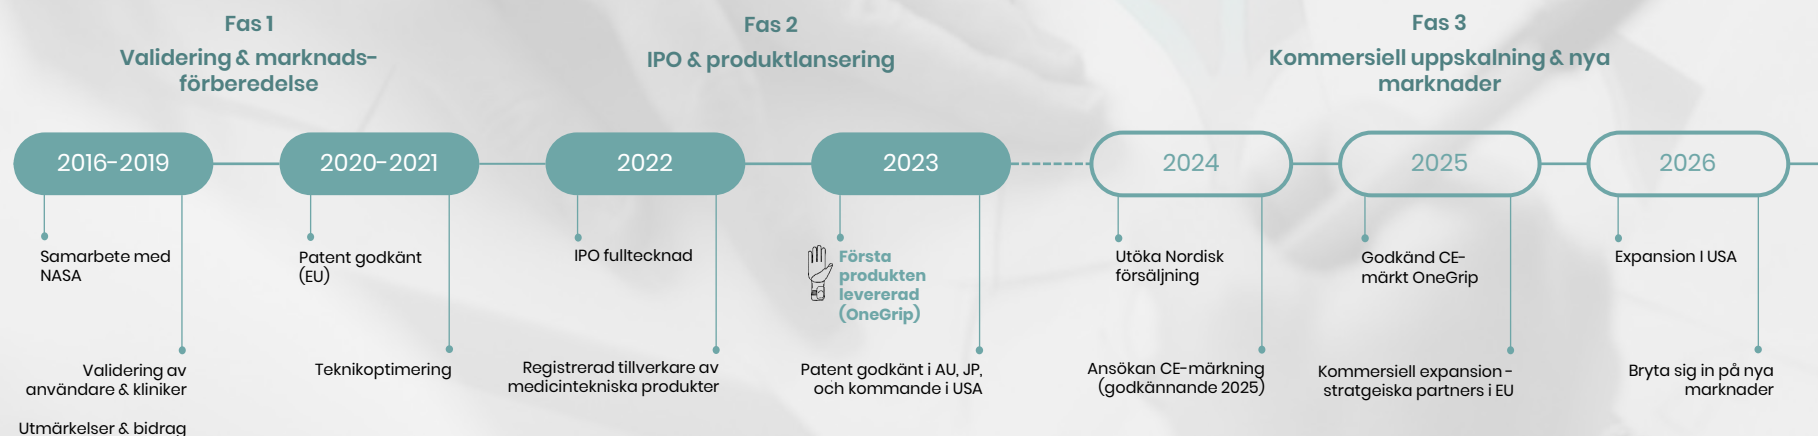 Fas 1
Validering & marknads-
förberedelse
Fas 2
IPO & produktlansering
Fas 3
Kommersiell uppskalning & nya
marknader
2016-2019
2020-2021
2022
2023
2024
2025
2026
Samarbete med
NASA
Validering av
användare & kliniker
Utmärkelser & bidrag
Patent godkänt
(EU)
Teknikoptimering
IPO fulltecknad
Registrerad tillverkare av
medicintekniska produkter
Första
produkten
levererad
(OneGrip)
Patent godkänt i AU, JP,
och kommande i USA
Utöka Nordisk
försäljning
Ansökan CE-märkning
(godkännande 2025)
Godkänd CE-
märkt OneGrip
Kommersiell expansion -
stratgeiska partners i EU
Expansion I USA
Bryta sig in på nya
marknader